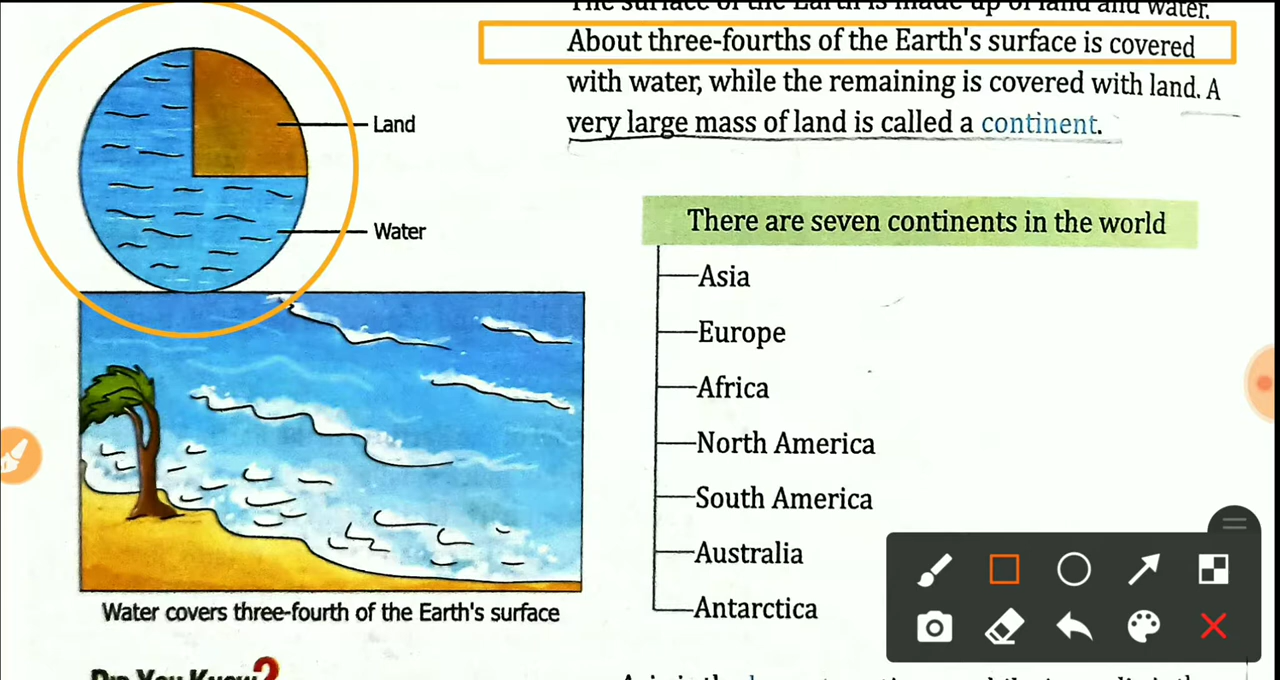 The surface of the Earth is made up of land and water.
About three-fourths of the Earth's surface is covered
with water, while the remaining is covered with land. A
very large mass of land is called a continent.
Land
Water
There are seven continents in the world
Asia
Europe
Africa
North America
South America
Australia
Antarctica
Water covers three-fourth of the Earth's surface
Did You Know?